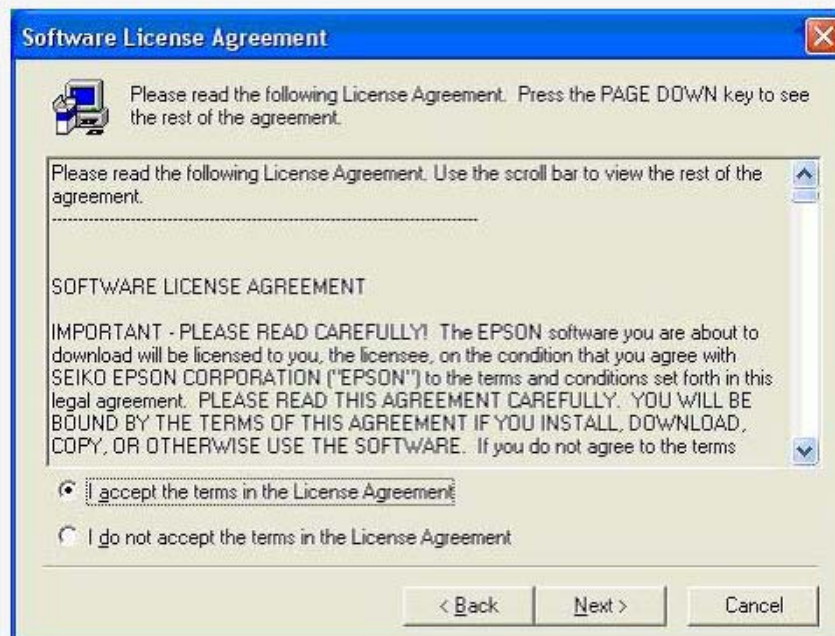 Software License Agreement
Please read the following License Agreement. Press the PAGE DOWN key to see
the rest of the agreement.
Please read the following License Agreement. Use the scroll bar to view the rest of the
agreement.
--------------------------------------------------------------------------------
SOFTWARE LICENSE AGREEMENT
IMPORTANT - PLEASE READ CAREFULLY! The EPSON software you are about to
download will be licensed to you, the licensee, on the condition that you agree with
SEIKO EPSON CORPORATION ("EPSON") to the terms and conditions set forth in this
legal agreement. PLEASE READ THIS AGREEMENT CAREFULLY. YOU WILL BE
BOUND BY THE TERMS OF THIS AGREEMENT IF YOU INSTALL, DOWNLOAD,
COPY, OR OTHERWISE USE THE SOFTWARE. If you do not agree to the terms
I accept the terms in the License Agreement
I do not accept the terms in the License Agreement
< Back
Next >
Cancel